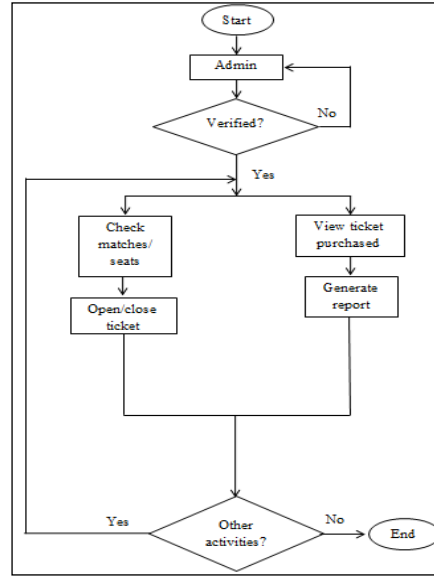 Start
Admin
No
Verified?
Yes
Check
matches/
seats
View ticket
purchased
Open/close
ticket
Generate
report
Yes
Other
activities?
No
End